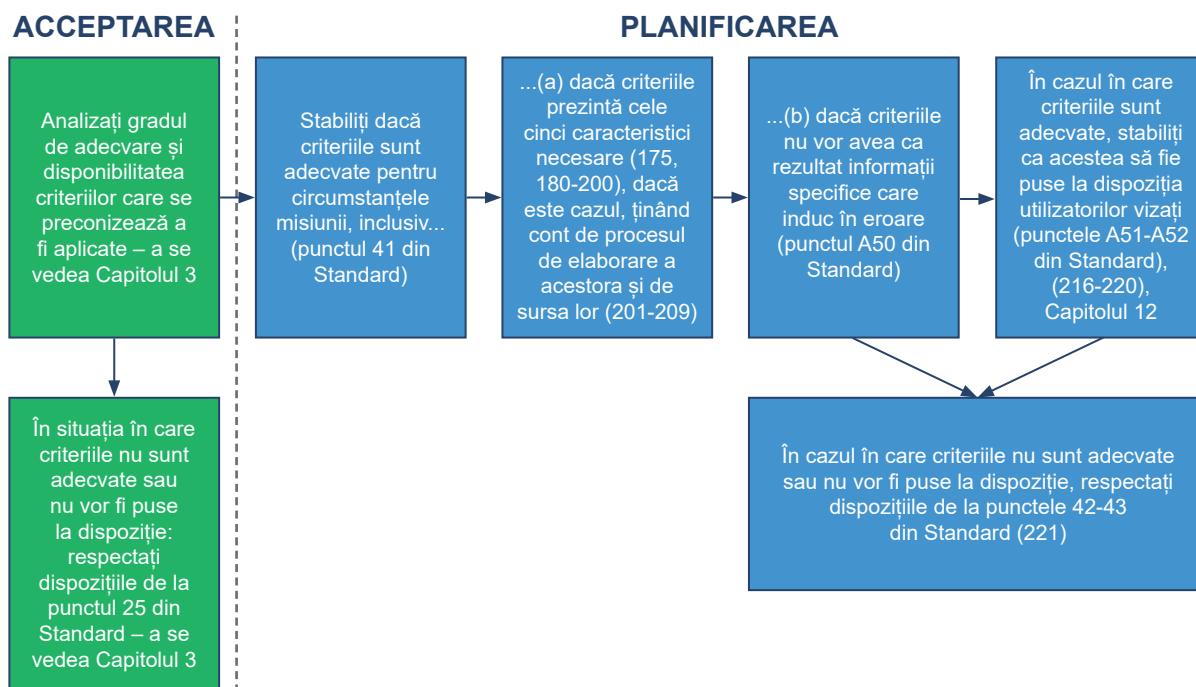 ACCEPTAREA
Analizați gradul
de adecvare și
disponibilitatea
criteriilor care se
preconizează a
fi aplicate – a se
vedea Capitolul 3
În situația în care
criteriile nu sunt
adecvate sau
nu vor fi puse
la dispoziție:
respectați
dispozițiile de la
punctul 25 din
Standard – a se
vedea Capitolul 3
PLANIFICAREA
Stabiliți dacă
criteriile sunt
adecvate pentru
circumstanțele
misiunii, inclusiv...
(punctul 41 din
Standard)
...(a) dacă criteriile
prezintă cele
cinci caracteristici
necesare (175,
180-200), dacă
este cazul, ținând
cont de procesul
de elaborare a
acestora și de
sursa lor (201-209)
...(b) dacă criteriile
nu vor avea ca
rezultat informații
specifice care
induc în eroare
(punctul A50 din
Standard)
În cazul în care
criteriile sunt
adecvate, stabiliți
ca acestea să fie
puse la dispoziția
utilizatorilor vizați
(punctele A51-A52
din Standard),
(216-220),
Capitolul 12
În cazul în care criteriile nu sunt adecvate
sau nu vor fi puse la dispoziție, respectați
dispozițiile de la punctele 42-43
din Standard (221)